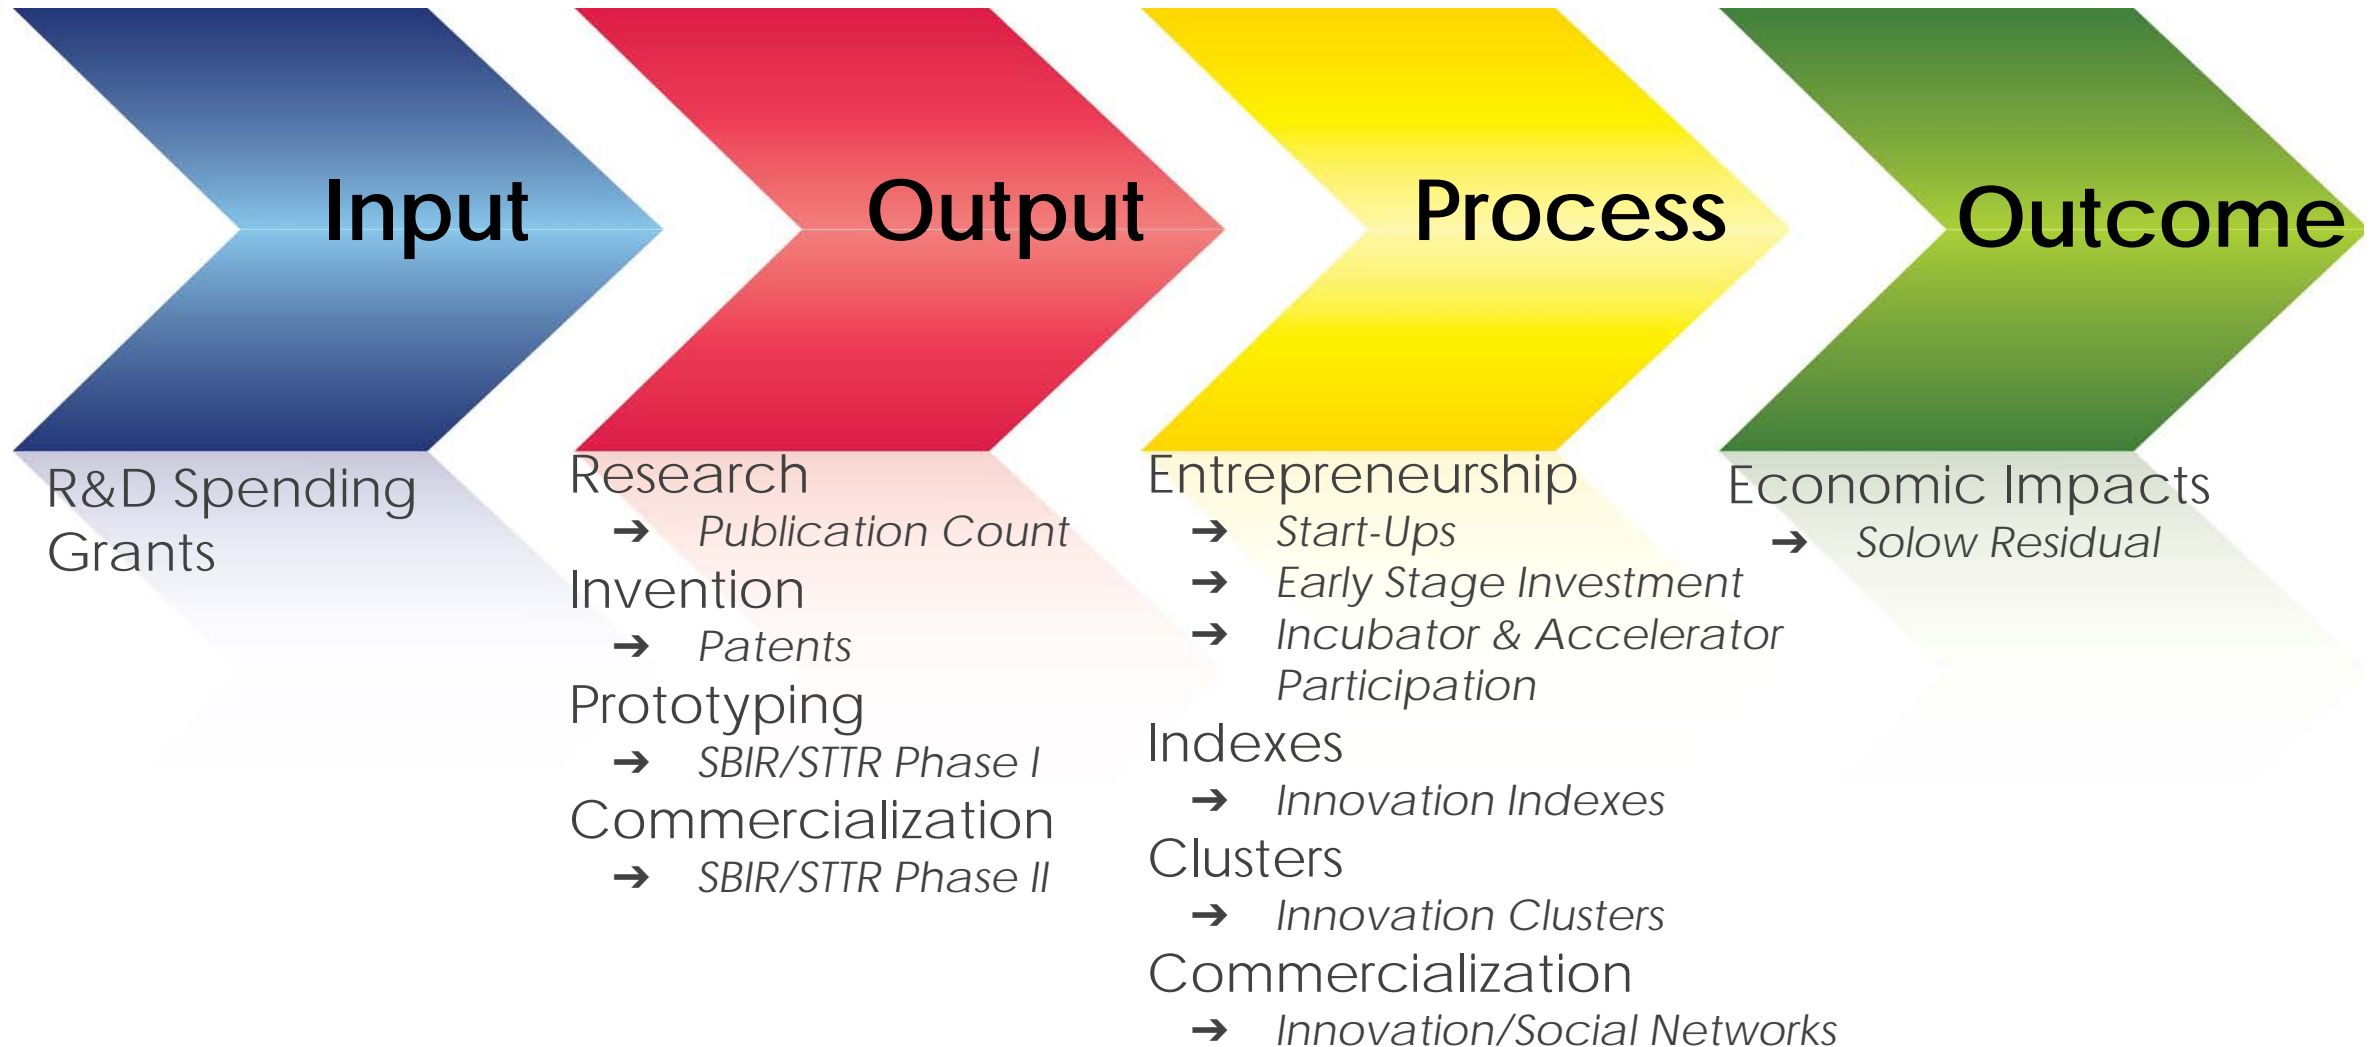 Input
R&D Spending
Grants
Output
Research
➔ Publication Count
Invention
➔ Patents
Prototyping
➔ SBIR/STTR Phase I
Commercialization
➔ SBIR/STTR Phase II
Process
Entrepreneurship
➔ Start-Ups
➔ Early Stage Investment
➔ Incubator & Accelerator
Participation
Indexes
➔ Innovation Indexes
Clusters
➔ Innovation Clusters
Commercialization
➔ Innovation/Social Networks
Outcome
Economic Impacts
➔ Solow Residual